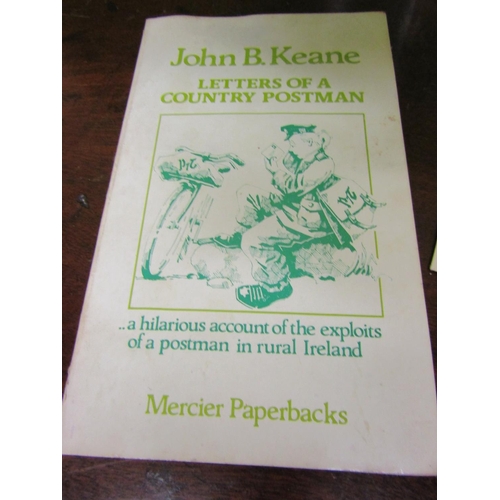 John B. Keane
LETTERS OF A
COUNTRY POSTMAN
P&T
P&T
..a hilarious account of the exploits
of a postman in rural Ireland
Mercier Paperbacks